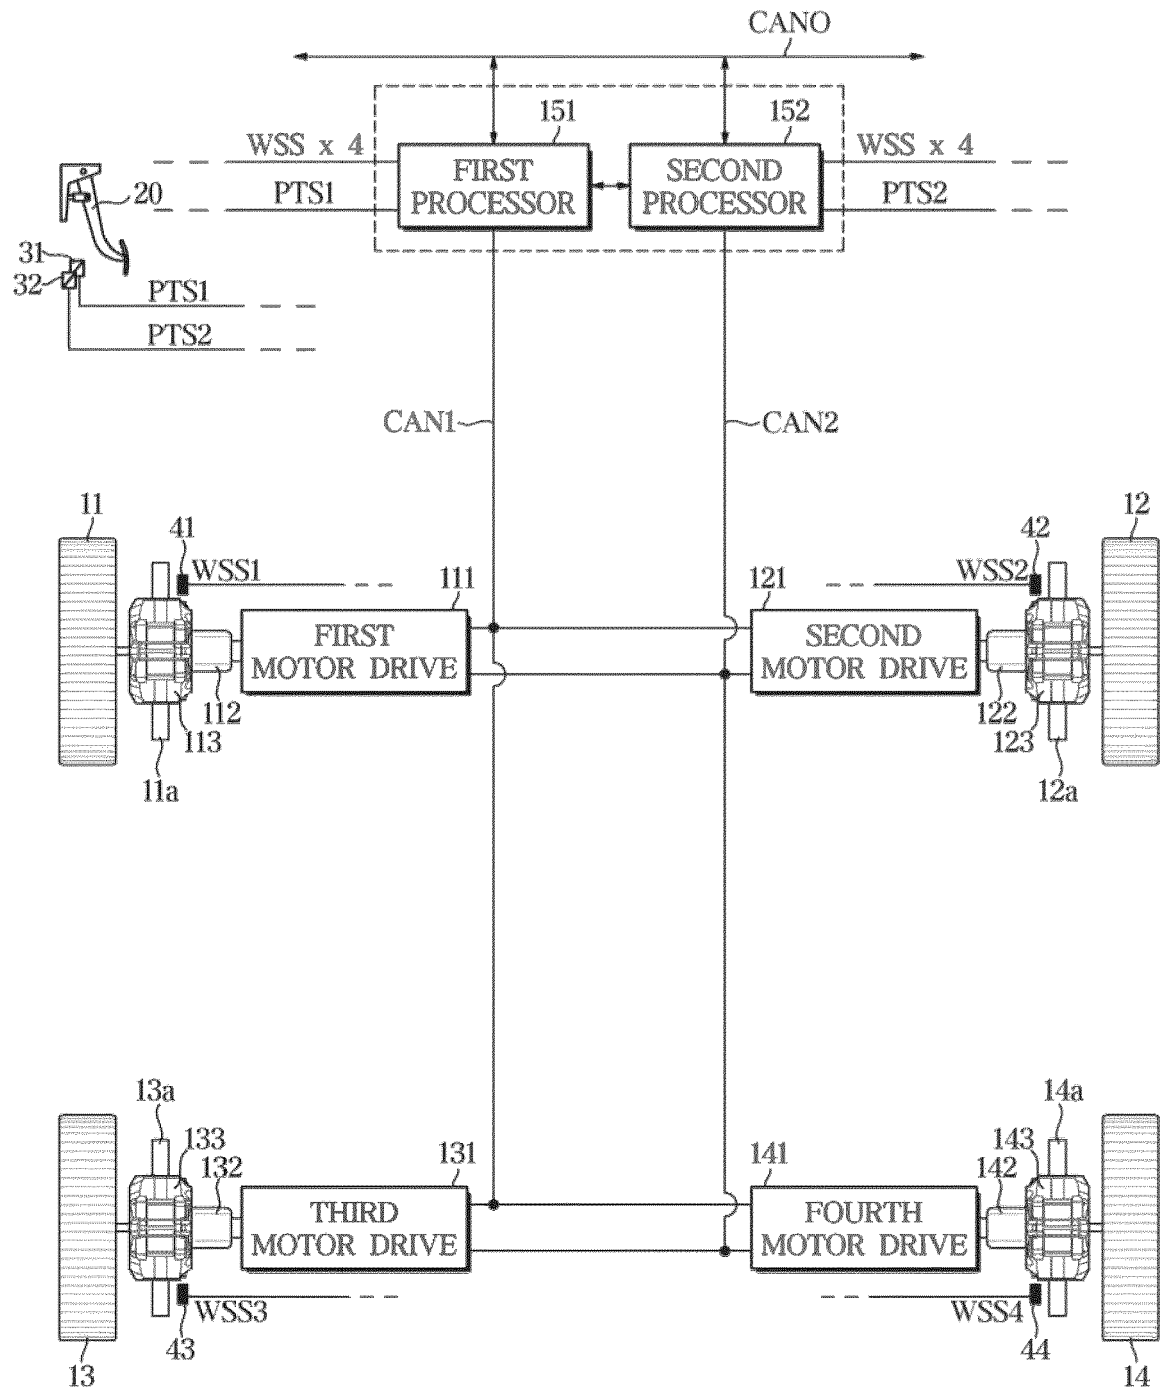 CANO
151
152
WSS x 4
FIRST
PROCESSOR
SECOND
PROCESSOR
WSS x 4
PTS1
PTS2
20
31
32
PTS1
PTS2
CAN1
CAN2
11
41
WSS1
111
121
WSS2
42
12
FIRST
MOTOR DRIVE
SECOND
MOTOR DRIVE
112
113
11a
122
123
12a
13a
133
132
131
141
142
143
14a
THIRD
MOTOR DRIVE
FOURTH
MOTOR DRIVE
WSS3
43
13
WSS4
44
14